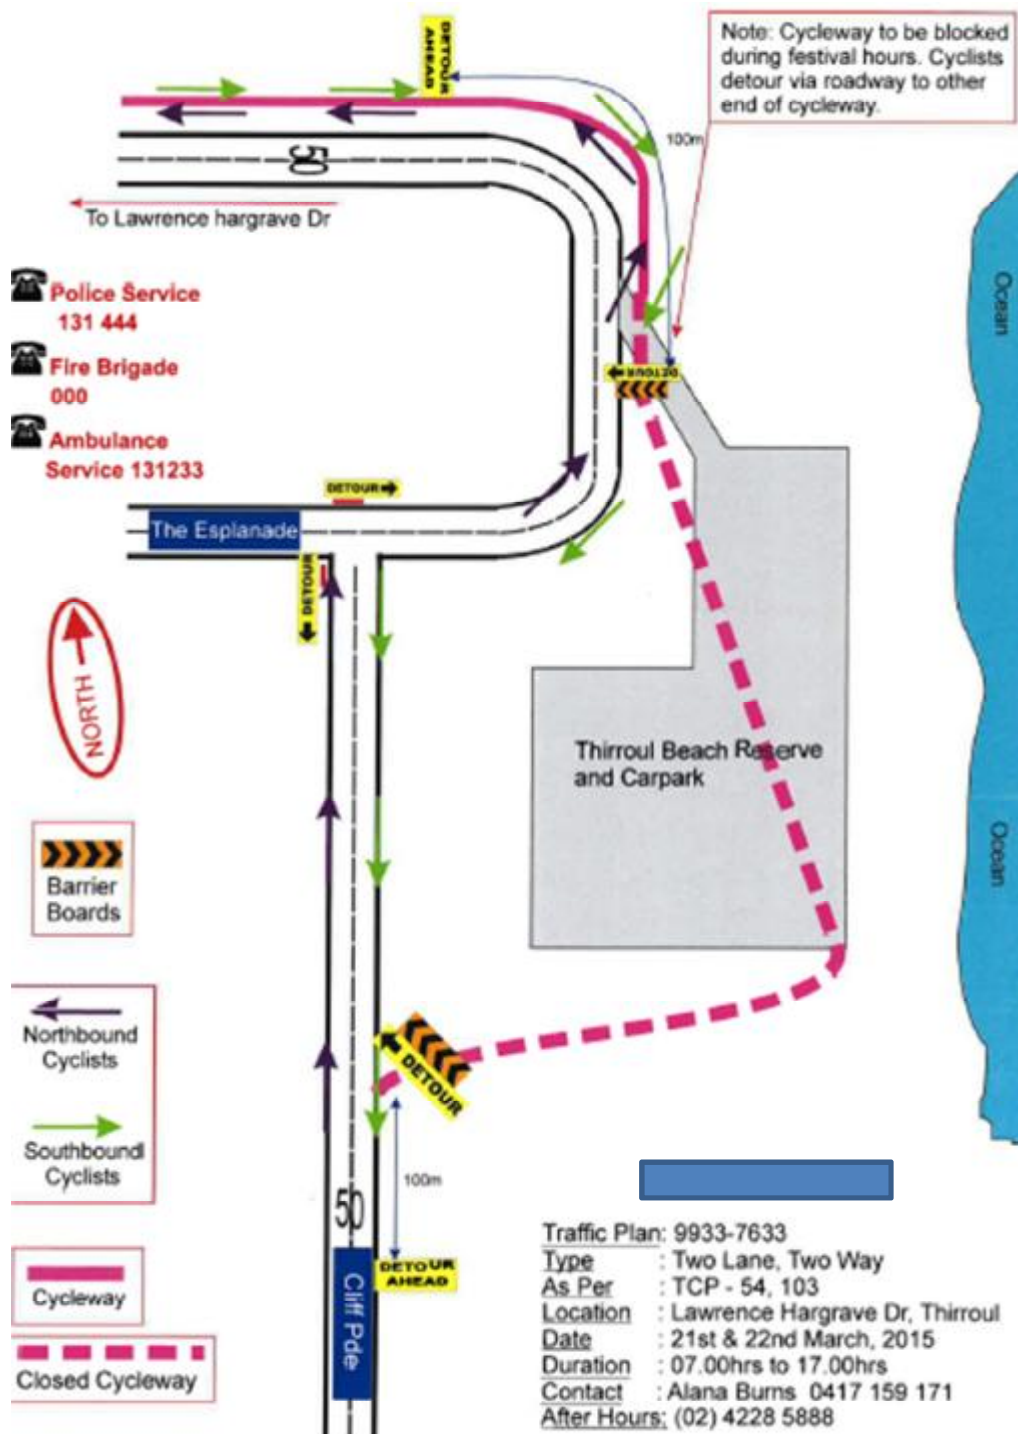 DETOUR
AHEAD
Note: Cycleway to be blocked
during festival hours. Cyclists
detour via roadway to other
end of cycleway.
100m
50
To Lawrence hargrave Dr
Police Service
131 444
Fire Brigade
000
Ambulance
Service 131233
DETOUR
DETOUR
The Esplanade
DETOUR
Ocean
NORTH
Thirroul Beach Reserve
and Carpark
Ocean
Barrier
Boards
Northbound
Cyclists
Southbound
Cyclists
DETOUR
100m
50
DETOUR
AHEAD
Cliff Pde
Cycleway
Closed Cycleway
Traffic Plan: 9933-7633
Type : Two Lane, Two Way
As Per : TCP - 54, 103
Location : Lawrence Hargrave Dr, Thirroul
Date : 21st & 22nd March, 2015
Duration : 07.00hrs to 17.00hrs
Contact : Alana Burns 0417 159 171
After Hours: (02) 4228 5888